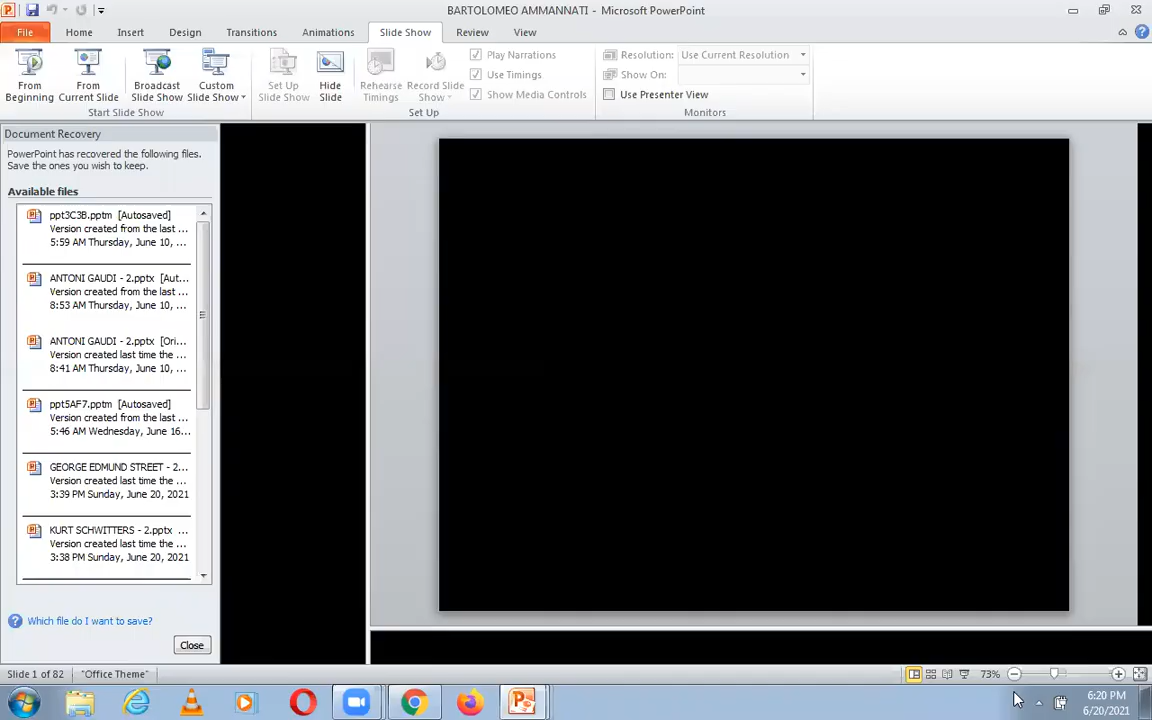 BARTOLOMEO AMMANNATI - Microsoft PowerPoint
File Home Insert Design Transitions Animations Slide Show Review View
From Beginning
From Current Slide
Broadcast Slide Show
Custom Slide Show
Start Slide Show
Set Up Slide Show
Hide Slide
Rehearse Timings
Record Slide Show
Play Narrations
Use Timings
Show Media Controls
Set Up
Resolution: Use Current Resolution
Show On:
Use Presenter View
Monitors
Document Recovery
PowerPoint has recovered the following files.
Save the ones you wish to keep.
Available files
ppt3C3B.pptm [Autosaved]
Version created from the last ...
5:59 AM Thursday, June 10, ...
ANTONI GAUDI - 2.pptx [Aut...
Version created from the last ...
8:53 AM Thursday, June 10, ...
ANTONI GAUDI - 2.pptx [Ori...
Version created last time the ...
8:41 AM Thursday, June 10, ...
ppt5AF7.pptm [Autosaved]
Version created from the last ...
5:46 AM Wednesday, June 16...
GEORGE EDMUND STREET - 2...
Version created last time the ...
3:39 PM Sunday, June 20, 2021
KURT SCHWITTERS - 2.pptx ...
Version created last time the ...
3:38 PM Sunday, June 20, 2021
Which file do I want to save?
Close
Slide 1 of 82 "Office Theme" 73%
6:20 PM
6/20/2021